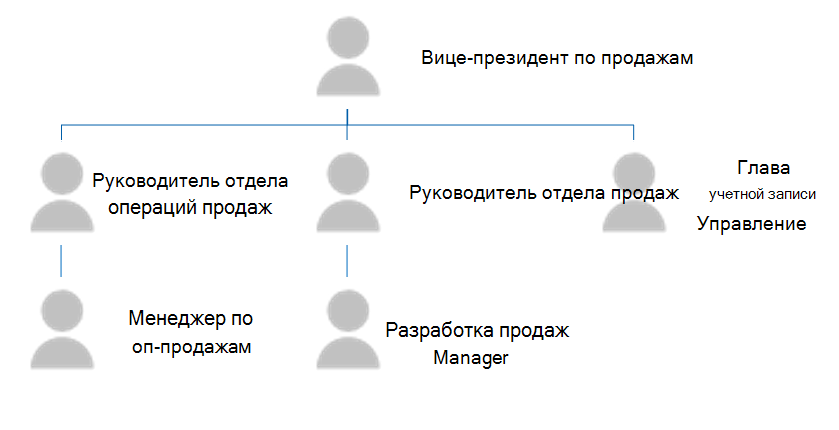 Вице-президент по продажам
Руководитель отдела
операций продаж
Руководитель отдела продаж
Глава
учетной записи
Управление
Менеджер по
оп-продажам
Разработка продаж
Manager